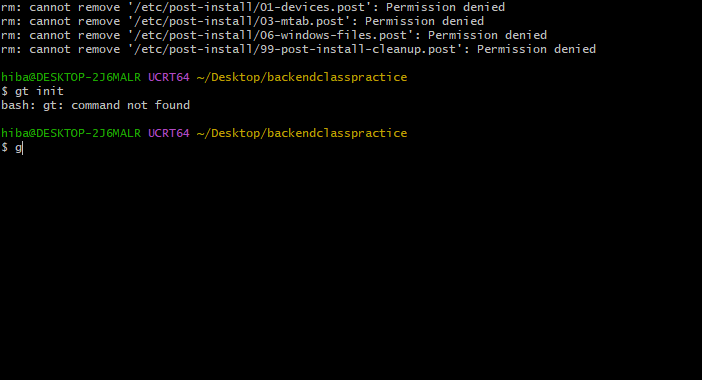 rm: cannot remove '/etc/post-install/01-devices.post': Permission denied
rm: cannot remove '/etc/post-install/03-mtab.post': Permission denied
rm: cannot remove '/etc/post-install/06-windows-files.post': Permission denied
rm: cannot remove '/etc/post-install/99-post-install-cleanup.post': Permission denied
hiba@DESKTOP-2J6MALR UCRT64 ~/Desktop/backendclasspractice
$ gt init
bash: gt: command not found
hiba@DESKTOP-2J6MALR UCRT64 ~/Desktop/backendclasspractice
$ g